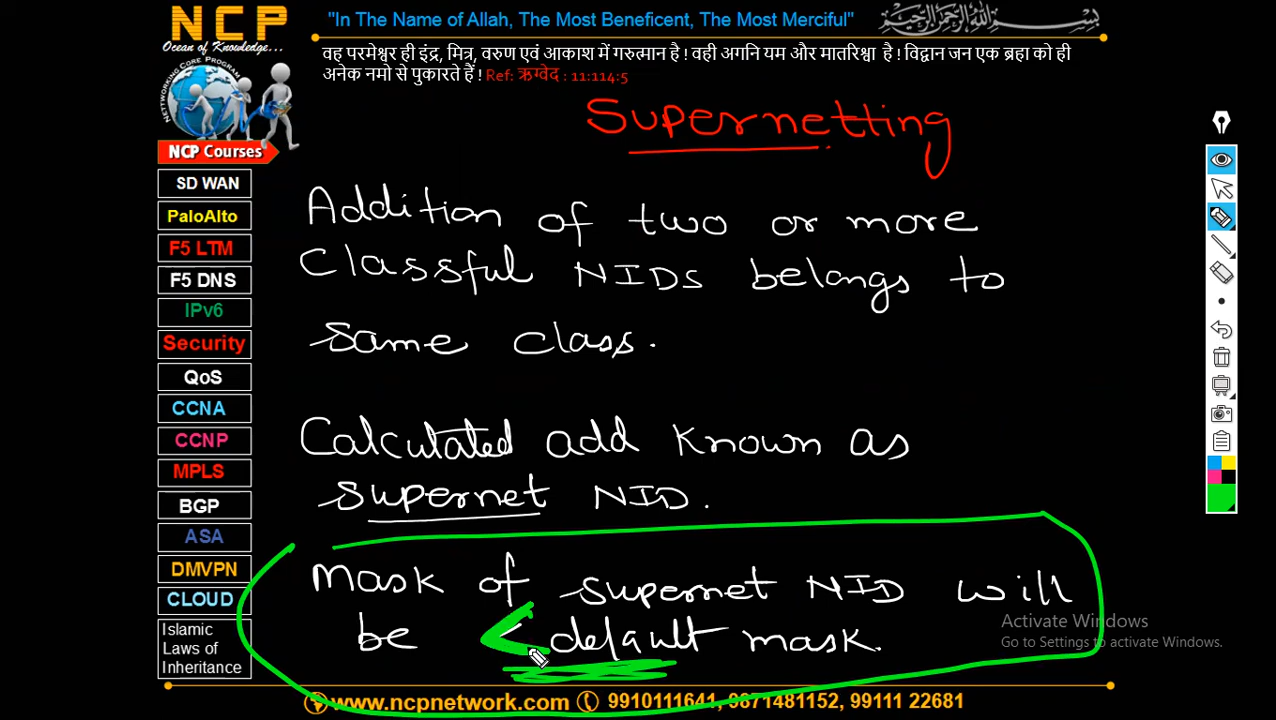 NCP
Ocean of Knowledge...
"In The Name of Allah, The Most Beneficent, The Most Merciful"
वह परमेश्वर ही इंद्र, मित्र, वरुण एवं आकाश में गरुत्मान है ! वही अगनि यम और मातरिश्वा है ! विद्वान जन एक ब्रहा को ही
अनेक नमो से पुकारते हैं ! Ref: ऋग्वेद : 11:114:5
NETWORKING CORE PROGRAM
Supernetting
NCP Courses
SD WAN
PaloAlto
F5 LTM
F5 DNS
IPv6
Security
QoS
CCNA
CCNP
MPLS
BGP
ASA
DMVPN
CLOUD
Islamic
Laws of
Inheritance
Addition of two or more
Classful NIDs belongs to
same class.
Calculated add known as
supernet NID.
Mask of supernet NID will
be < default mask.
Activate Windows
Go to Settings to activate Windows.
www.ncpnetwork.com 9910111641, 9871481152, 99111 22681